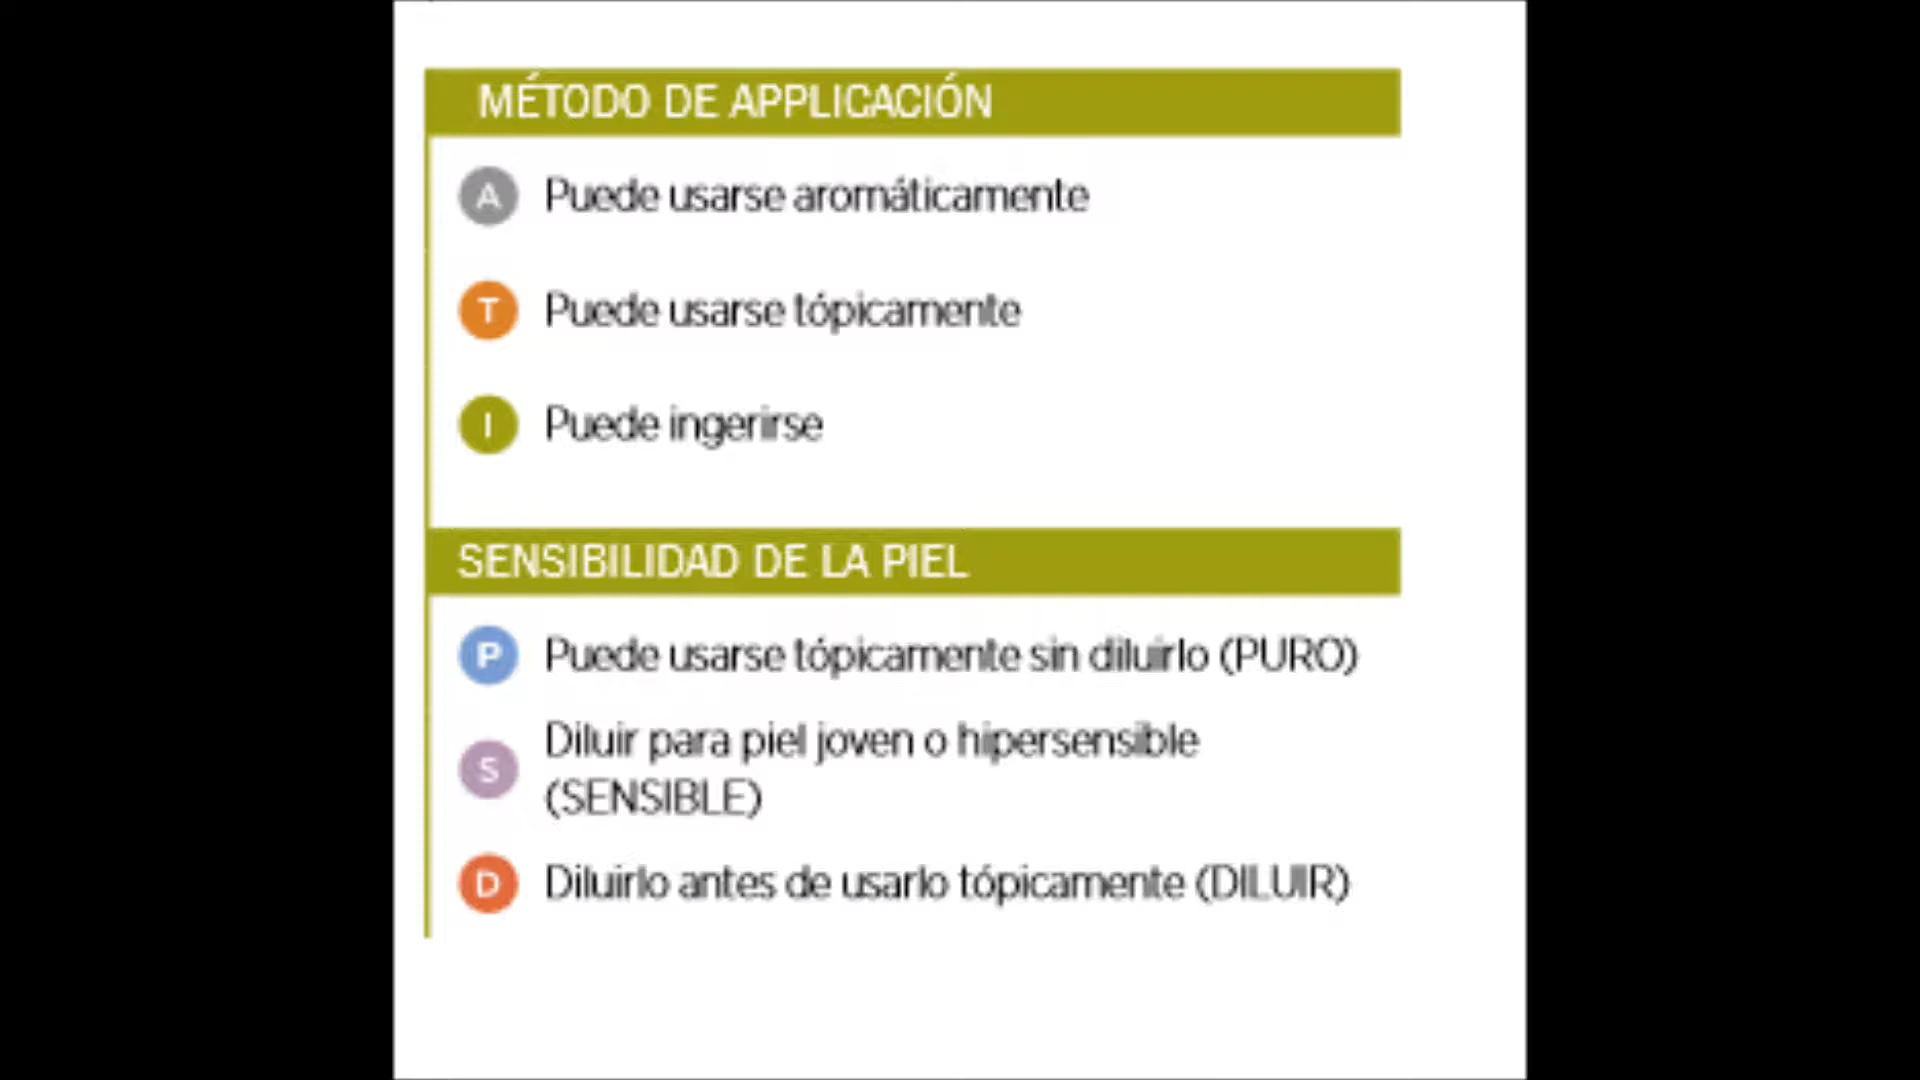 MÉTODO DE APPLICACIÓN
A Puede usarse aromáticamente
T Puede usarse tópicamente
I Puede ingerirse
SENSIBILIDAD DE LA PIEL
P Puede usarse tópicamente sin diluirlo (PURO)
S Diluir para piel joven o hipersensible
(SENSIBLE)
D Diluirlo antes de usarlo tópicamente (DILUIR)